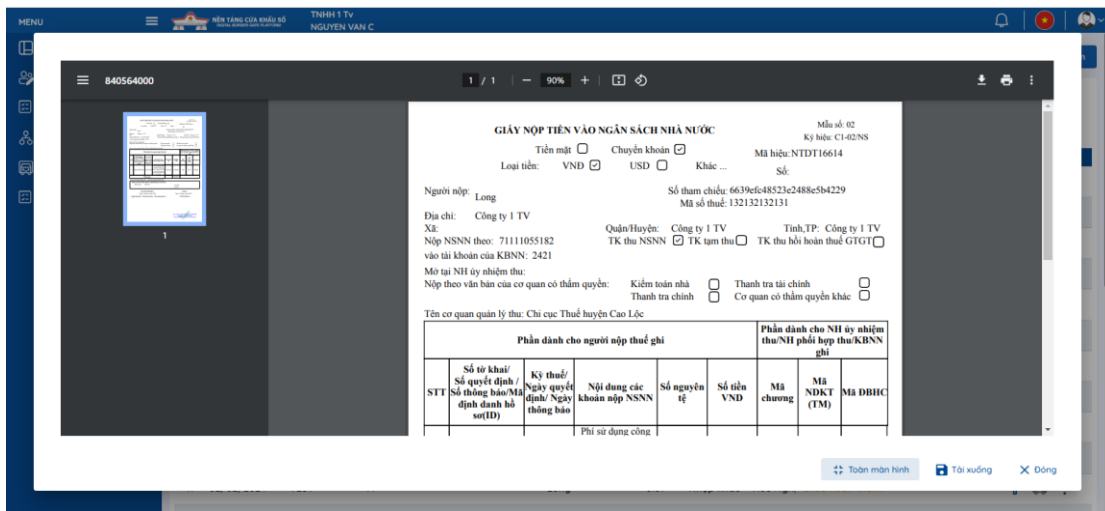 MENU
NỀN TẢNG CỬA KHẨU SỐ
DIGITAL BORDER GATE PLATFORM
TNHH 1 Tv
NGUYEN VAN C
840564000
1 / 1
90%
1
GIẤY NỘP TIỀN VÀO NGÂN SÁCH NHÀ NƯỚC
Mẫu số: 02
Ký hiệu: C1-02/NS
Tiền mặt
Chuyển khoản
Mã hiệu: NTDT16614
Loại tiền: VNĐ USD Khác ...
Số:
Người nộp: Long
Số tham chiếu: 6639efc48523e2488e5b4229
Mã số thuế: 132132132131
Địa chỉ: Công ty 1 TV
Xã: Quận/Huyện: Công ty 1 TV Tỉnh,TP: Công ty 1 TV
Nộp NSNN theo: 71111055182 TK thu NSNN TK tạm thu TK thu hồi hoàn thuế GTGT
vào tài khoản của KBNN: 2421
Mở tại NH ủy nhiệm thu:
Nộp theo văn bản của cơ quan có thẩm quyền: Kiểm toán nhà Thanh tra tài chính
Thanh tra chính Cơ quan có thẩm quyền khác
Tên cơ quan quản lý thu: Chi cục Thuế huyện Cao Lộc
Phần dành cho người nộp thuế ghi
Phần dành cho NH ủy nhiệm
thu/NH phối hợp thu/KBNN
ghi
STT
Số tờ khai/
Số quyết định /
Số thông báo/Mã
định danh hồ
sơ(ID)
Kỳ thuế/
Ngày quyết
định/ Ngày
thông báo
Nội dung các
khoản nộp NSNN
Số nguyên
tệ
Số tiền
VND
Mã
chương
Mã
NDKT
(TM)
Mã ĐBHC
Phí sử dụng công
Toàn màn hình
Tải xuống
Đóng